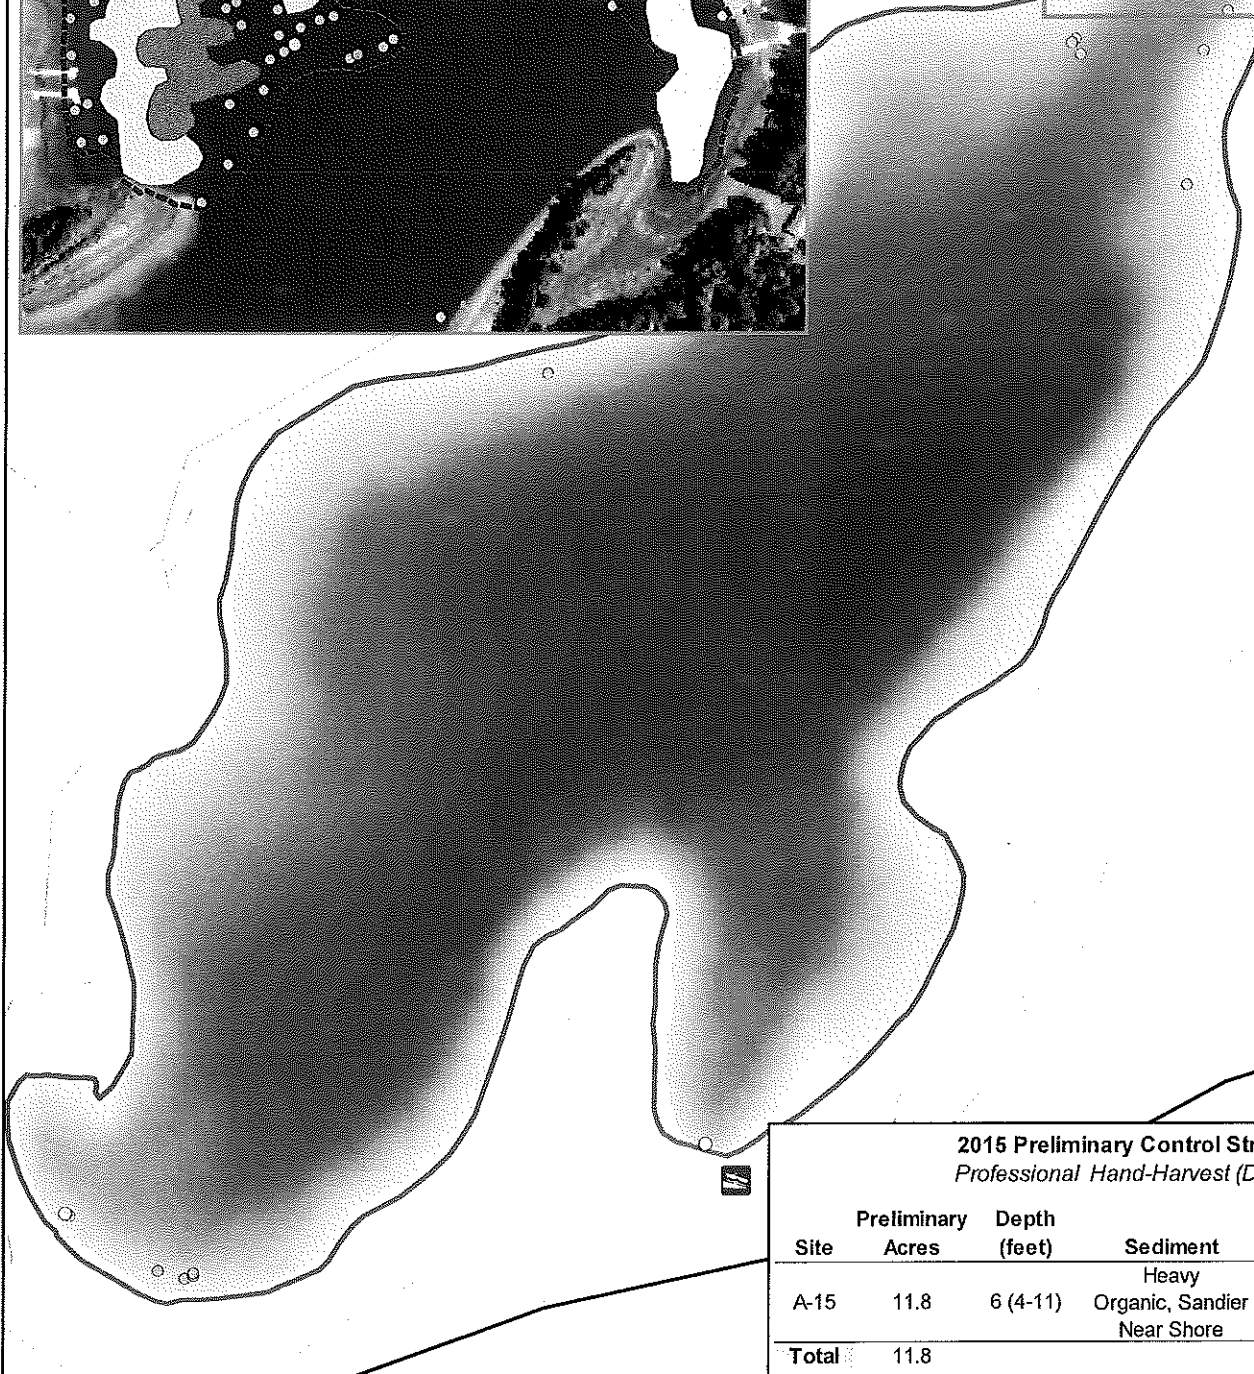 2015 Preliminary Control Str
Professional Hand-Harvest (D
Site Preliminary Acres Depth (feet) Sediment
A-15 11.8 6 (4-11) Heavy Organic, Sandier Near Shore
Total 11.8